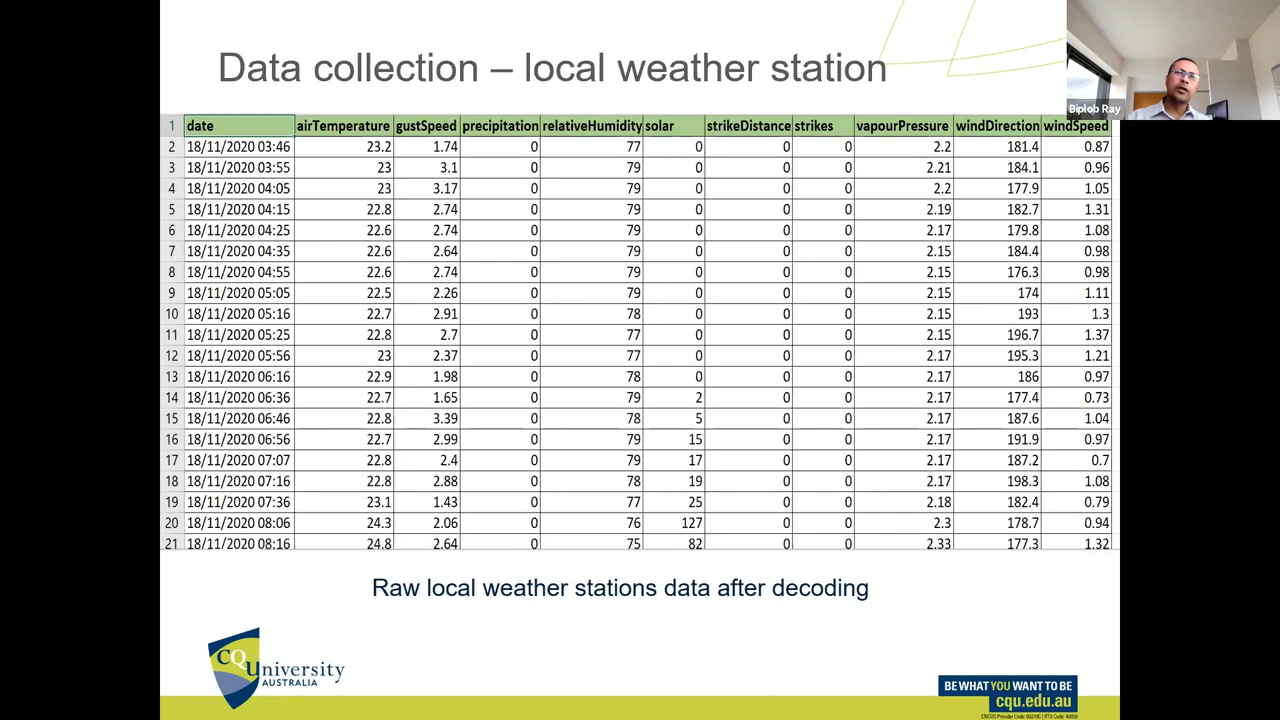 Data collection – local weather station
Biplob Ray
1 date airTemperature gustSpeed precipitation relativeHumidity solar strikeDistance strikes vapourPressure windDirection windSpeed
2 18/11/2020 03:46 23.2 1.74 0 77 0 0 0 2.2 181.4 0.87
3 18/11/2020 03:55 23 3.1 0 79 0 0 0 2.21 184.1 0.96
4 18/11/2020 04:05 23 3.17 0 79 0 0 0 2.2 177.9 1.05
5 18/11/2020 04:15 22.8 2.74 0 79 0 0 0 2.19 182.7 1.31
6 18/11/2020 04:25 22.6 2.74 0 79 0 0 0 2.17 179.8 1.08
7 18/11/2020 04:35 22.6 2.64 0 79 0 0 0 2.15 184.4 0.98
8 18/11/2020 04:55 22.6 2.74 0 79 0 0 0 2.15 176.3 0.98
9 18/11/2020 05:05 22.5 2.26 0 79 0 0 0 2.15 174 1.11
10 18/11/2020 05:16 22.7 2.91 0 78 0 0 0 2.15 193 1.3
11 18/11/2020 05:25 22.8 2.7 0 77 0 0 0 2.15 196.7 1.37
12 18/11/2020 05:56 23 2.37 0 77 0 0 0 2.17 195.3 1.21
13 18/11/2020 06:16 22.9 1.98 0 78 0 0 0 2.17 186 0.97
14 18/11/2020 06:36 22.7 1.65 0 79 2 0 0 2.17 177.4 0.73
15 18/11/2020 06:46 22.8 3.39 0 78 5 0 0 2.17 187.6 1.04
16 18/11/2020 06:56 22.7 2.99 0 79 15 0 0 2.17 191.9 0.97
17 18/11/2020 07:07 22.8 2.4 0 79 17 0 0 2.17 187.2 0.7
18 18/11/2020 07:16 22.8 2.88 0 78 19 0 0 2.17 198.3 1.08
19 18/11/2020 07:36 23.1 1.43 0 77 25 0 0 2.18 182.4 0.79
20 18/11/2020 08:06 24.3 2.06 0 76 127 0 0 2.3 178.7 0.94
21 18/11/2020 08:16 24.8 2.64 0 75 82 0 0 2.33 177.3 1.32
Raw local weather stations data after decoding
CQUniversity
AUSTRALIA
BE WHAT YOU WANT TO BE
cqu.edu.au